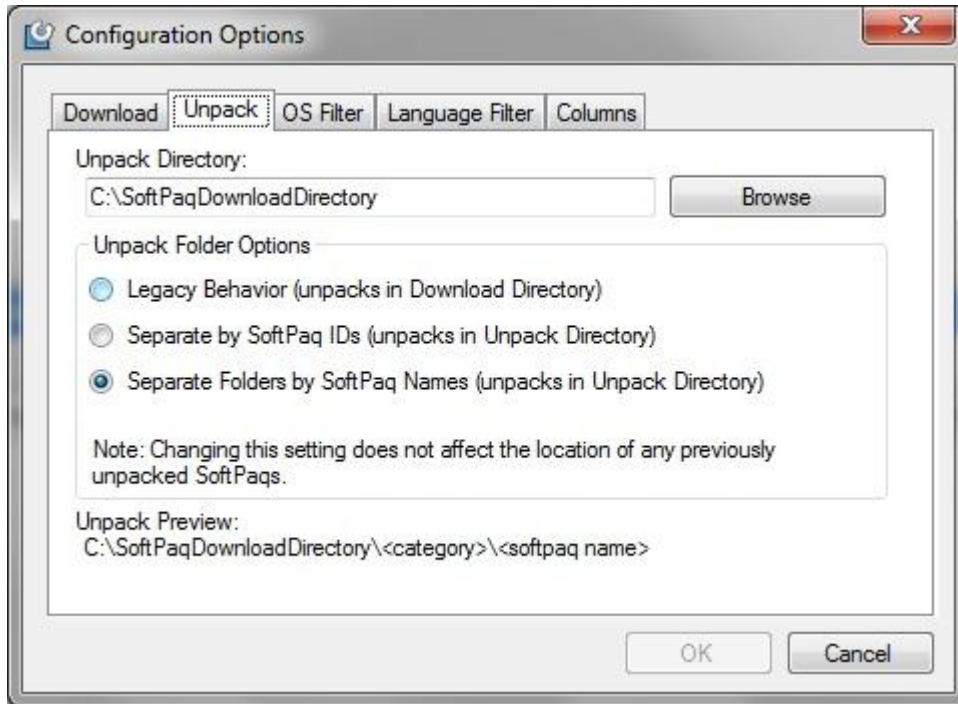 Configuration Options
Download Unpack OS Filter Language Filter Columns
Unpack Directory:
C:\SoftPaqDownloadDirectory Browse
Unpack Folder Options
Legacy Behavior (unpacks in Download Directory)
Separate by SoftPaq IDs (unpacks in Unpack Directory)
Separate Folders by SoftPaq Names (unpacks in Unpack Directory)
Note: Changing this setting does not affect the location of any previously
unpacked SoftPaqs.
Unpack Preview:
C:\SoftPaqDownloadDirectory\<category>\<softpaq name>
OK Cancel